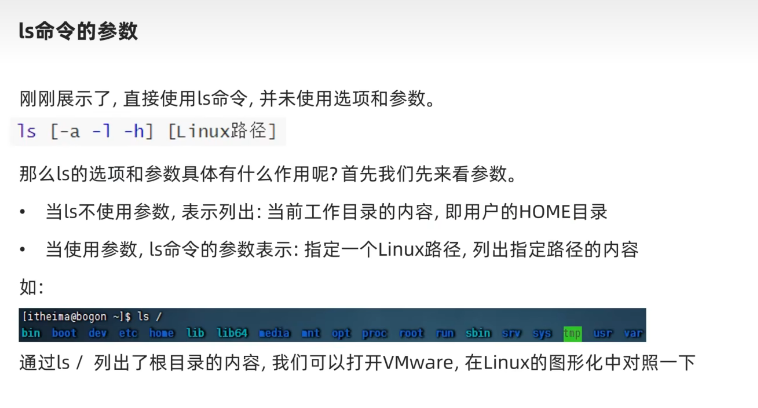 ls命令的参数
刚刚展示了, 直接使用ls命令, 并未使用选项和参数。
ls [-a -l -h] [Linux路径]
那么ls的选项和参数具体有什么作用呢? 首先我们先来看参数。
• 当ls不使用参数, 表示列出: 当前工作目录的内容, 即用户的HOME目录
• 当使用参数, ls命令的参数表示: 指定一个Linux路径, 列出指定路径的内容
如:
[itheima@bogon ~]$ ls /
bin boot dev etc home lib lib64 media mnt opt proc root run sbin srv sys tmp usr var
通过ls / 列出了根目录的内容, 我们可以打开VMware, 在Linux的图形化中对照一下